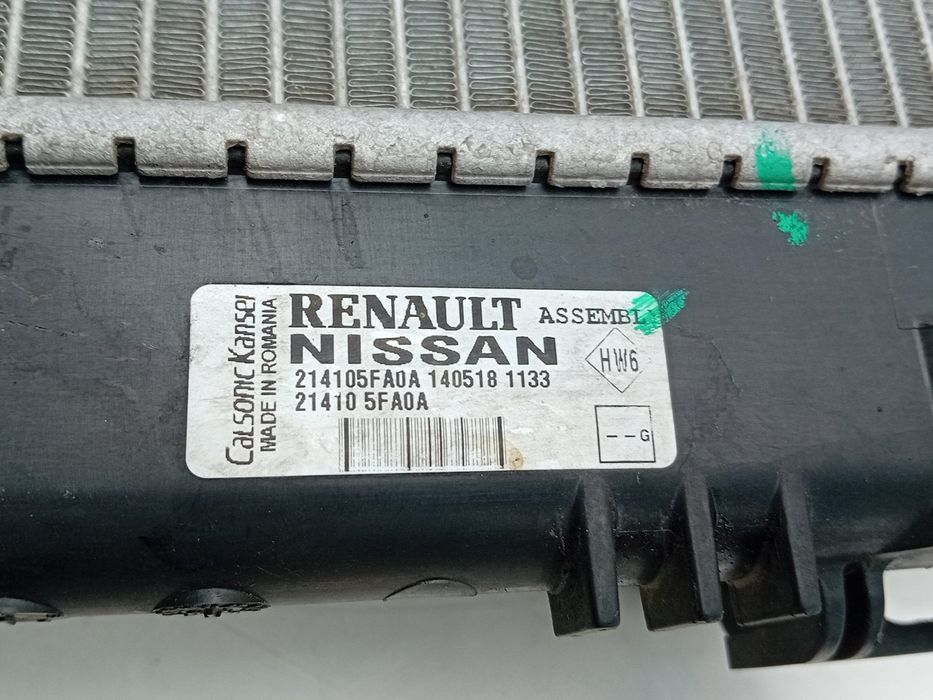 Calsonic Kansei
MADE IN ROMANIA
RENAULT
NISSAN
214105FA0A 140518 1133
21410 5FA0A
ASSEMBL
HW6
--G